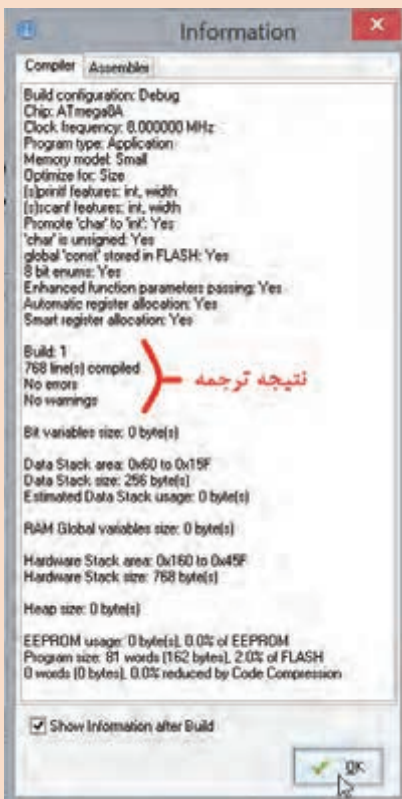 Information
Compiler Assembler
Build configuration: Debug
Chip: ATmega8A
Clock frequency: 8.000000 MHz
Program type: Application
Memory model: Small
Optimize for: Size
(s)printf features: int, width
(s)scanf features: int, width
Promote 'char' to 'int': Yes
'char' is unsigned: Yes
global 'const' stored in FLASH: Yes
8 bit enums: Yes
Enhanced function parameters passing: Yes
Automatic register allocation: Yes
Smart register allocation: Yes
Build: 1
768 line(s) compiled
No errors
نتیجه ترجمه
No warnings
Bit variables size: 0 byte(s)
Data Stack area: 0x60 to 0x15F
Data Stack size: 256 byte(s)
Estimated Data Stack usage: 0 byte(s)
RAM Global variables size: 0 byte(s)
Hardware Stack area: 0x160 to 0x45F
Hardware Stack size: 768 byte(s)
Heap size: 0 byte(s)
EEPROM usage: 0 byte(s), 0.0% of EEPROM
Program size: 81 words (162 bytes), 2.0% of FLASH
0 words (0 bytes), 0.0% reduced by Code Compression
Show Information after Build
OK